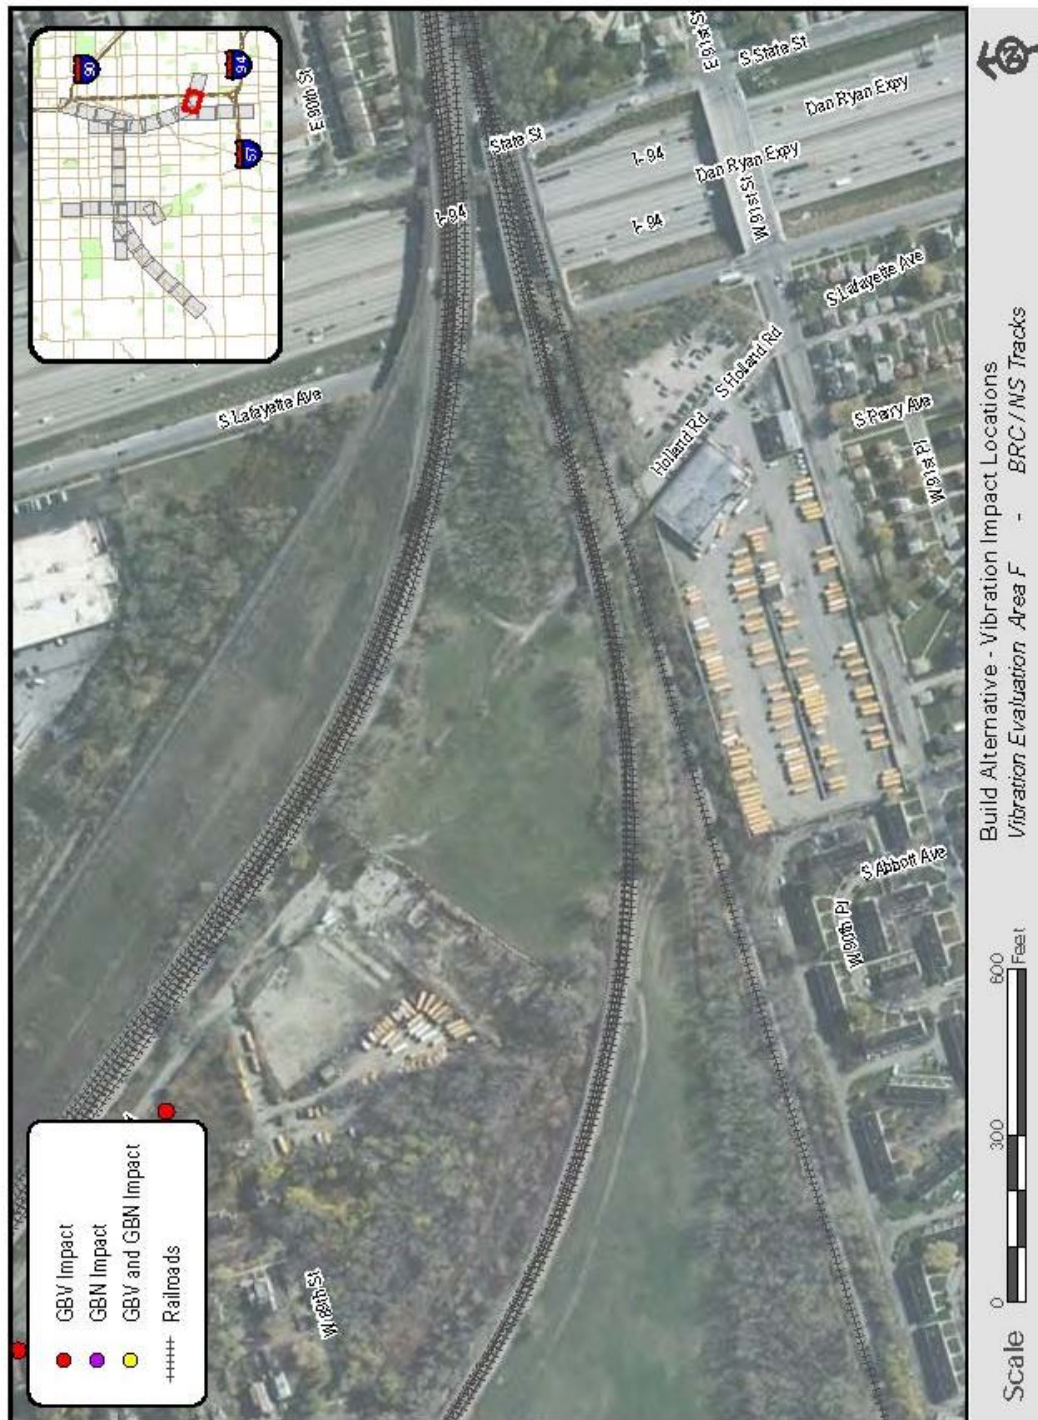 GBV Impact
GBN Impact
GBV and GBN Impact
Railroads
90
94
57
E 90th St
S Lafayette Ave
I-94
State St
E 91st St
S State St
Dan Ryan Expy
I-94
Dan Ryan Expy
I-94
W 91st St
S Lafayette Ave
Holland Rd
S Holland Rd
S Perry Ave
W 91st Pl
W 89th St
W 90th Pl
S Abbott Ave
Scale
0 300 600
Feet
Build Alternative - Vibration Impact Locations
Vibration Evaluation Area F - BRC / NS Tracks
N